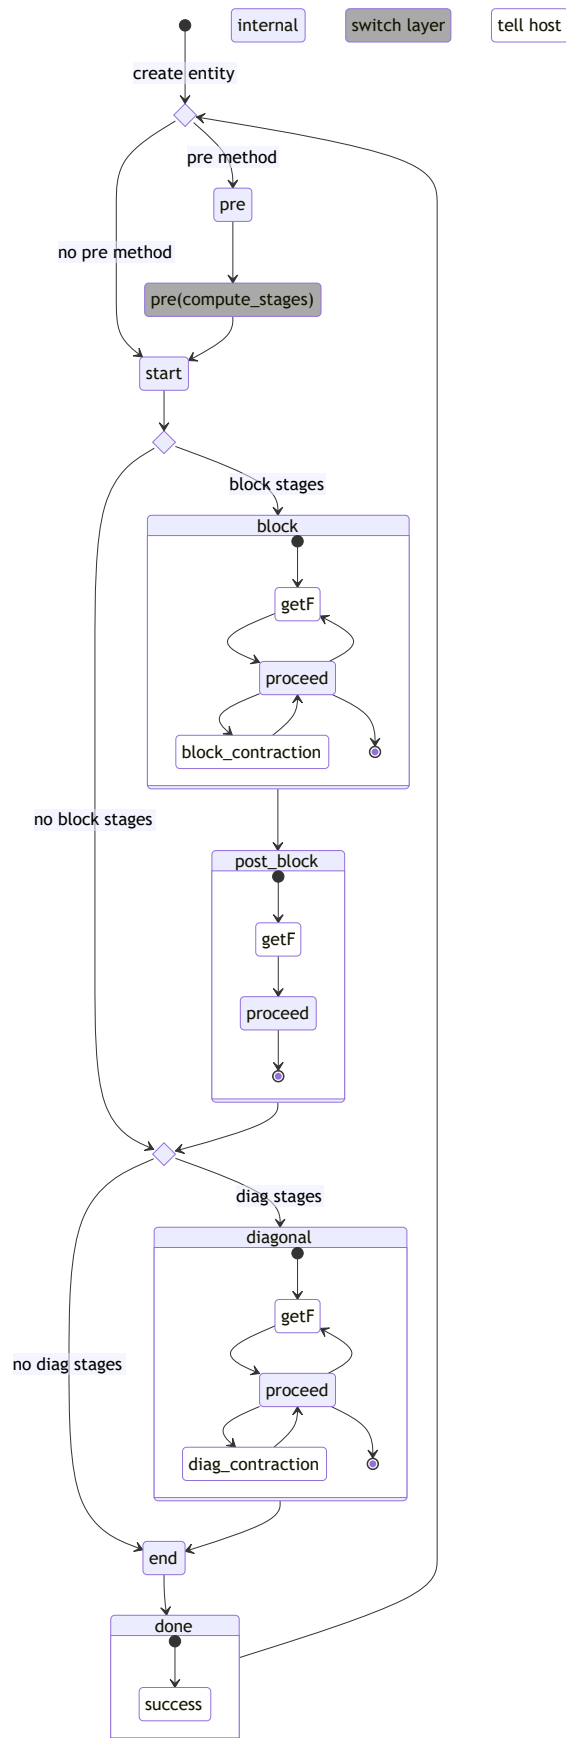 internal
switch layer
tell host
create entity
pre method
pre
no pre method
pre(compute_stages)
start
block stages
block
getF
proceed
block_contraction
no block stages
post_block
getF
proceed
diag stages
diagonal
getF
no diag stages
proceed
diag_contraction
end
done
success